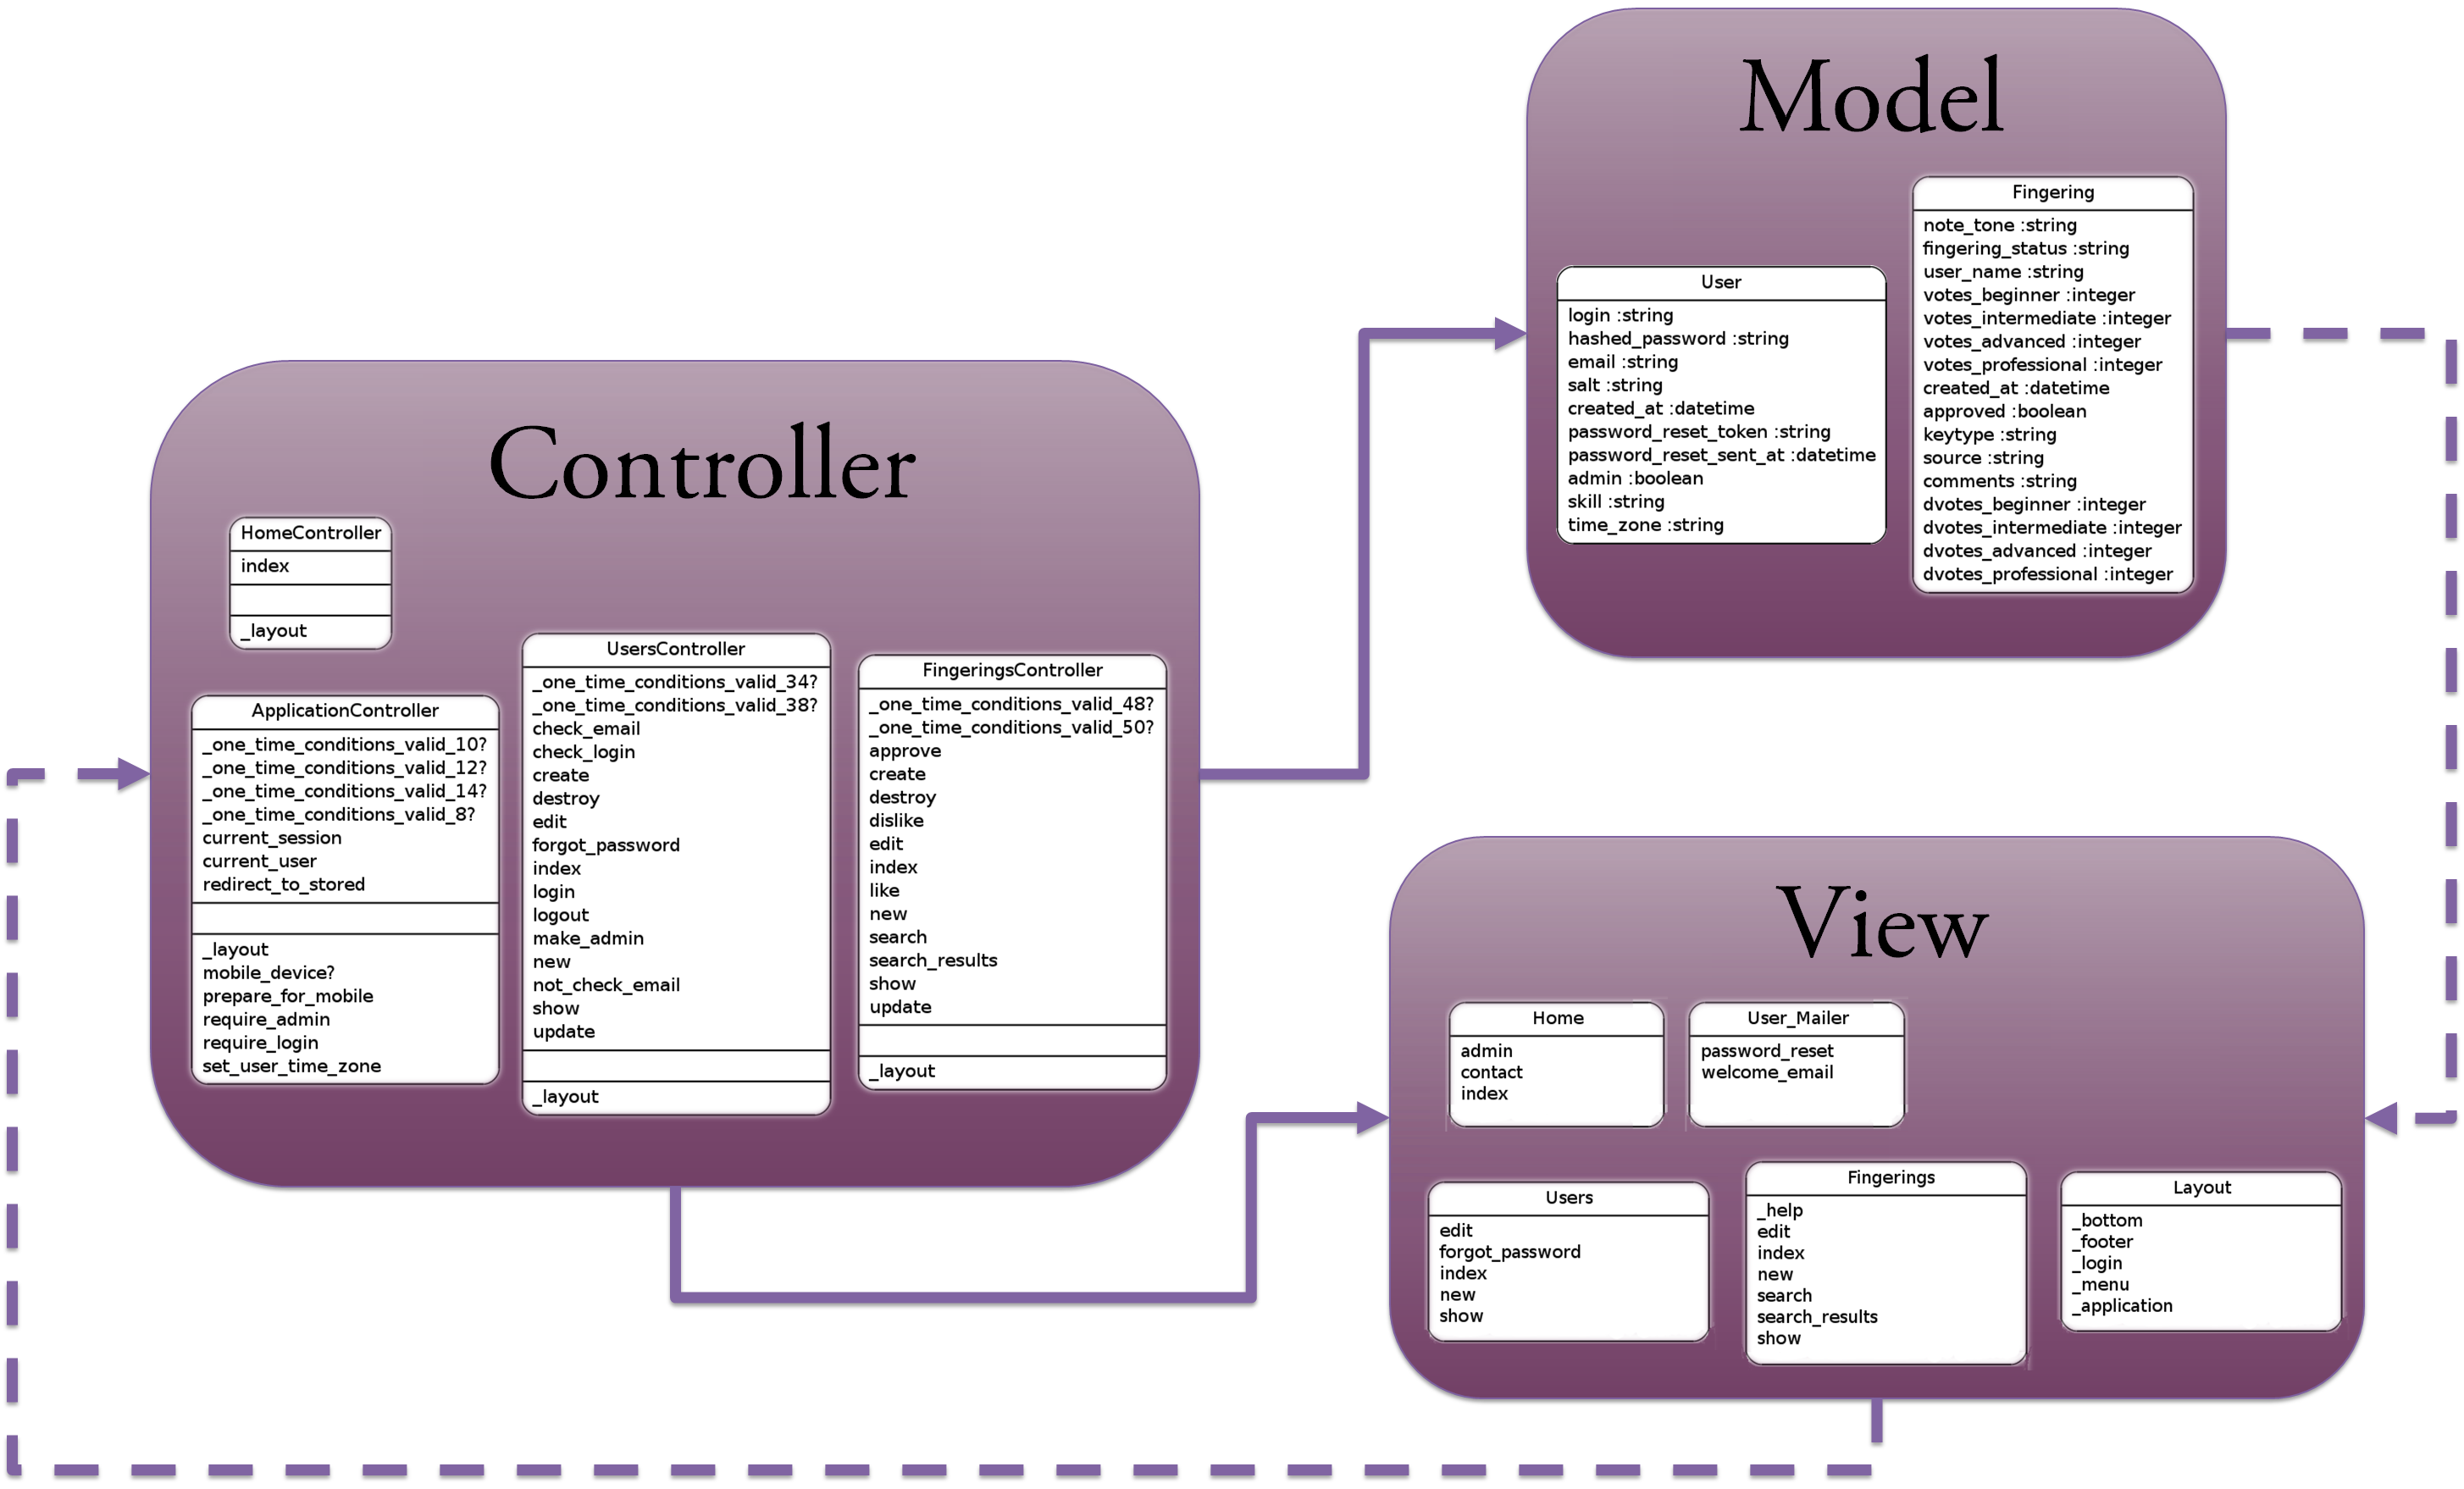 Model
Fingering
note_tone :string
fingering_status :string
user_name :string
votes_beginner :integer
votes_intermediate :integer
votes_advanced :integer
votes_professional :integer
created_at :datetime
approved :boolean
keytype :string
source :string
comments :string
dvotes_beginner :integer
dvotes_intermediate :integer
dvotes_advanced :integer
dvotes_professional :integer
User
login :string
hashed_password :string
email :string
salt :string
created_at :datetime
password_reset_token :string
password_reset_sent_at :datetime
admin :boolean
skill :string
time_zone :string
Controller
HomeController
index
_layout
ApplicationController
_one_time_conditions_valid_10?
_one_time_conditions_valid_12?
_one_time_conditions_valid_14?
_one_time_conditions_valid_8?
current_session
current_user
redirect_to_stored
_layout
mobile_device?
prepare_for_mobile
require_admin
require_login
set_user_time_zone
UsersController
_one_time_conditions_valid_34?
_one_time_conditions_valid_38?
check_email
check_login
create
destroy
edit
forgot_password
index
login
logout
make_admin
new
not_check_email
show
update
_layout
FingeringsController
_one_time_conditions_valid_48?
_one_time_conditions_valid_50?
approve
create
destroy
dislike
edit
index
like
new
search
search_results
show
update
_layout
View
Home
admin
contact
index
User_Mailer
password_reset
welcome_email
Users
edit
forgot_password
index
new
show
Fingerings
_help
edit
index
new
search
search_results
show
Layout
_bottom
_footer
_login
_menu
_application